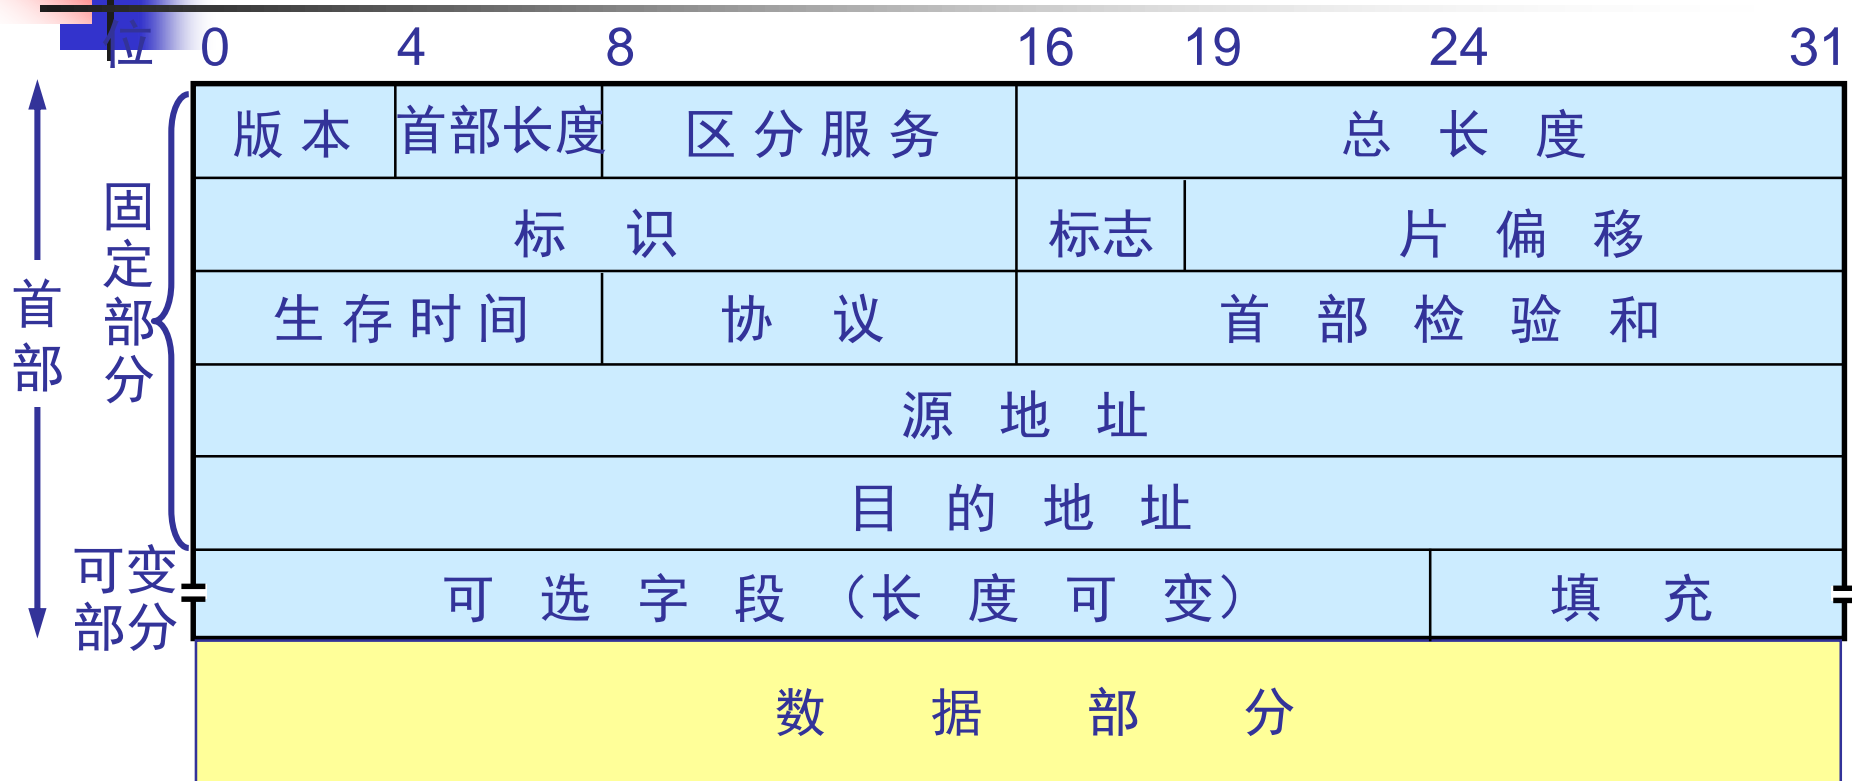 位 0 4 8 16 19 24 31
版本 首部长度 区分服务 总长度
标识 标志 片偏移
生存时间 协议 首部检验和
源地址
目的地址
可选字段（长度可变） 填充
数据部分
首部
固定部分
可变部分